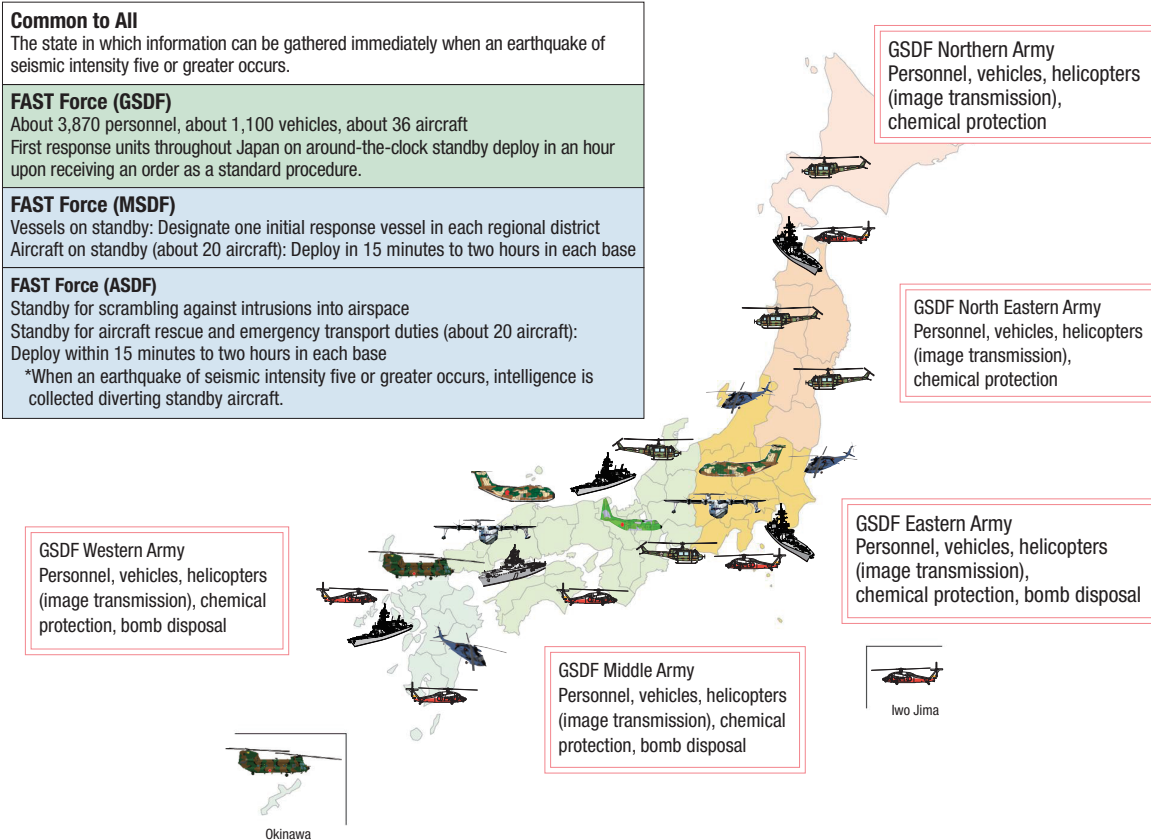 Common to All
The state in which information can be gathered immediately when an earthquake of
seismic intensity five or greater occurs.
FAST Force (GSDF)
About 3,870 personnel, about 1,100 vehicles, about 36 aircraft
First response units throughout Japan on around-the-clock standby deploy in an hour
upon receiving an order as a standard procedure.
FAST Force (MSDF)
Vessels on standby: Designate one initial response vessel in each regional district
Aircraft on standby (about 20 aircraft): Deploy in 15 minutes to two hours in each base
FAST Force (ASDF)
Standby for scrambling against intrusions into airspace
Standby for aircraft rescue and emergency transport duties (about 20 aircraft):
Deploy within 15 minutes to two hours in each base
*When an earthquake of seismic intensity five or greater occurs, intelligence is
collected diverting standby aircraft.
GSDF Northern Army
Personnel, vehicles, helicopters
(image transmission),
chemical protection
GSDF North Eastern Army
Personnel, vehicles, helicopters
(image transmission),
chemical protection
GSDF Eastern Army
Personnel, vehicles, helicopters
(image transmission),
chemical protection, bomb disposal
GSDF Western Army
Personnel, vehicles, helicopters
(image transmission), chemical
protection, bomb disposal
GSDF Middle Army
Personnel, vehicles, helicopters
(image transmission), chemical
protection, bomb disposal
Iwo Jima
Okinawa